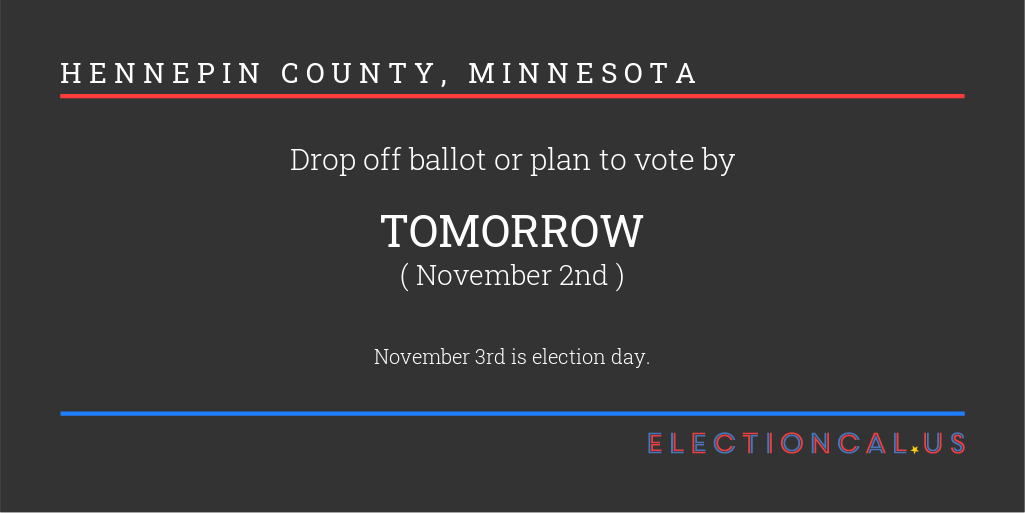 HENNEPIN COUNTY, MINNESOTA
Drop off ballot or plan to vote by
TOMORROW
( November 2nd )
November 3rd is election day.
ELECTIONCAL.US